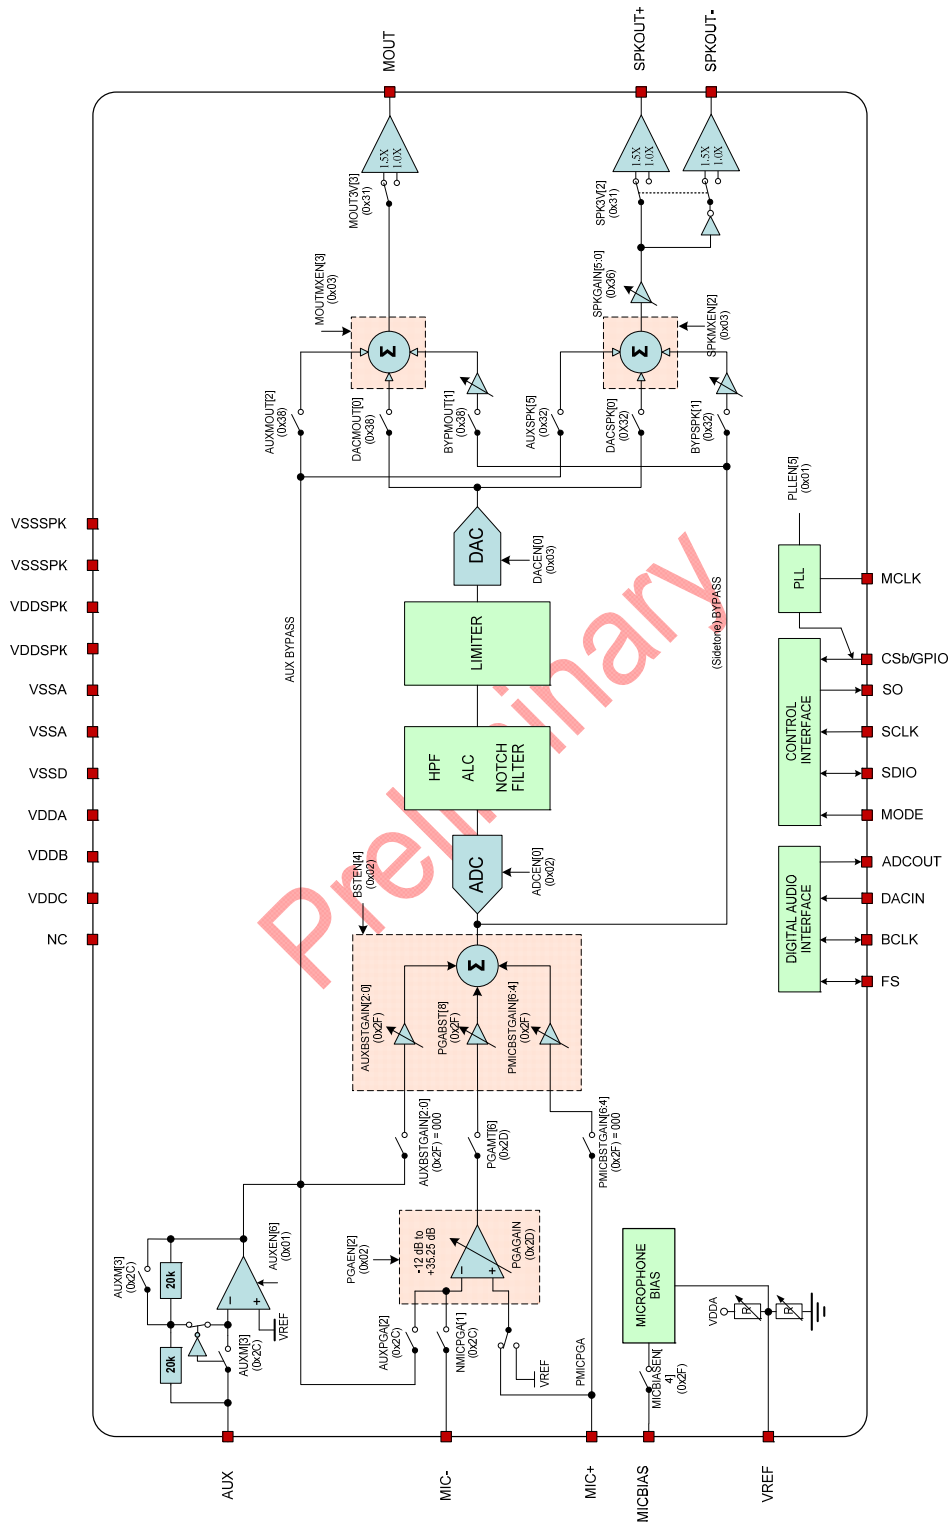 MOUT
SPKOUT+
SPKOUT-
1.5X
1.0X
1.5X
1.0X
1.5X
1.0X
MOUT3V[3]
(0x31)
SPK3V[2]
(0x31)
MOUTMXEN[3]
(0x03)
SPKGAIN[5:0]
(0x36)
SPKMXEN[2]
(0x03)
Σ
Σ
AUXMOUT[2]
(0x38)
DACMOUT[0]
(0x38)
BYPMOUT[1]
(0x38)
AUXSPK[5]
(0x32)
DACSPK[0]
(0X32)
BYPSPK[1]
(0x32)
VSSSPK
VSSSPK
VDDSPK
VDDSPK
VSSA
VSSA
VSSD
VDDA
VDDB
VDDC
NC
DAC
DACEN[0]
(0x03)
AUX BYPASS
LIMITER
(Sidetone) BYPASS
HPF
ALC
NOTCH
FILTER
Preliminary
ADC
ADCEN[0]
(0x02)
BSTEN[4]
(0x02)
Σ
AUXBSTGAIN[2:0]
(0x2F)
PGABST[8]
(0x2F)
PMICBSTGAIN[6:4]
(0x2F)
AUXBSTGAIN[2:0]
(0x2F) = 000
PGAMT[6]
(0x2D)
PMICBSTGAIN[6:4]
(0x2F) = 000
PLLEN[5]
(0x01)
PLL
MCLK
CSb/GPIO
CONTROL
INTERFACE
SO
SCLK
SDIO
MODE
DIGITAL AUDIO
INTERFACE
ADCOUT
DACIN
BCLK
FS
PGAEN[2]
(0x02)
-12 dB to
+35.25 dB
PGAGAIN
(0x2D)
AUXM[3]
(0x2C)
20k
20k
AUXEN[6]
(0x01)
VREF
AUXM[3]
(0x2C)
AUXPGA[2]
(0x2C)
NMICPGA[1]
(0x2C)
VREF
PMICPGA
MICROPHONE
BIAS
MICBIASEN[
4]
(0x2F)
VDDA
R
R
AUX
MIC-
MIC+
MICBIAS
VREF